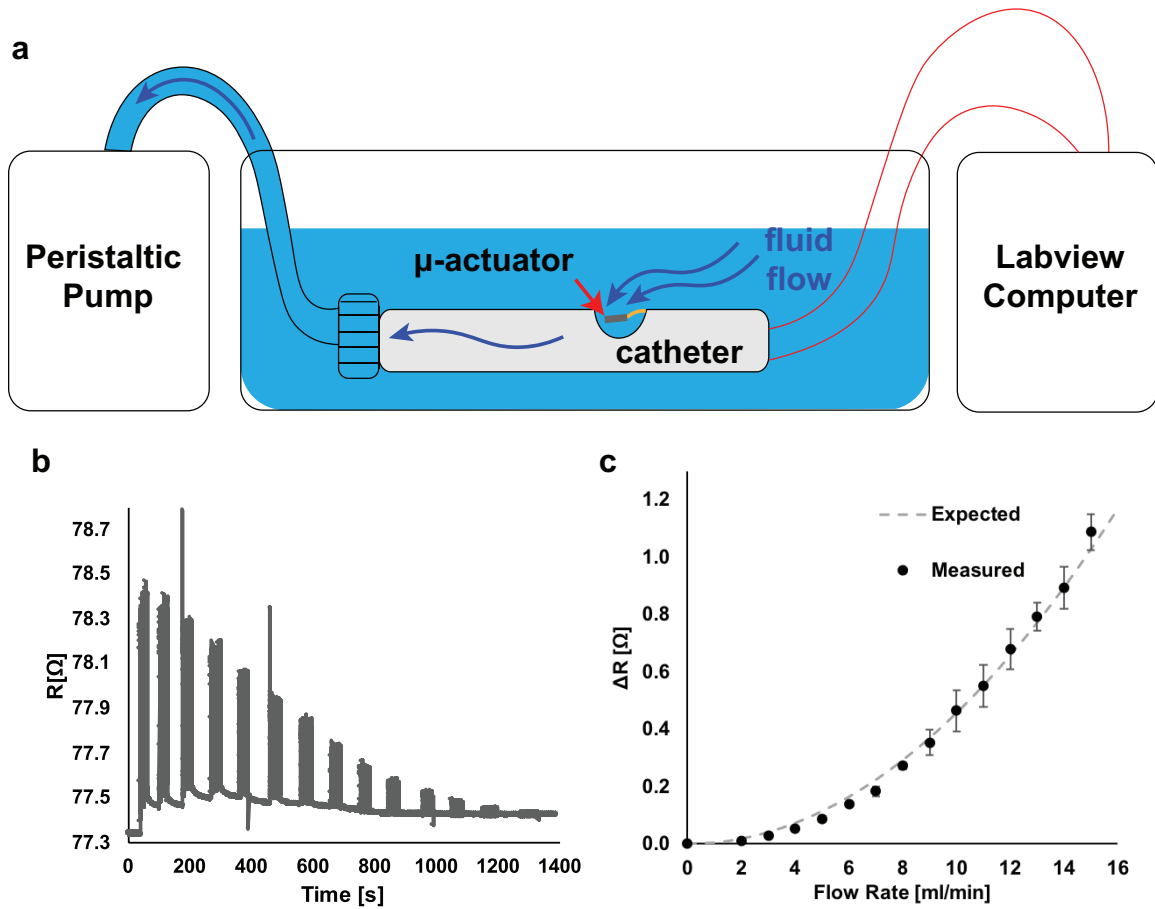 a
Peristaltic
Pump
μ-actuator
fluid
flow
catheter
Labview
Computer
b
R[Ω]
78.7
78.5
78.3
78.1
77.9
77.7
77.5
77.3
0 200 400 600 800 1000 1200 1400
Time [s]
c
ΔR [Ω]
1.2
1.0
0.8
0.6
0.4
0.2
0.0
Expected
Measured
0 2 4 6 8 10 12 14 16
Flow Rate [ml/min]